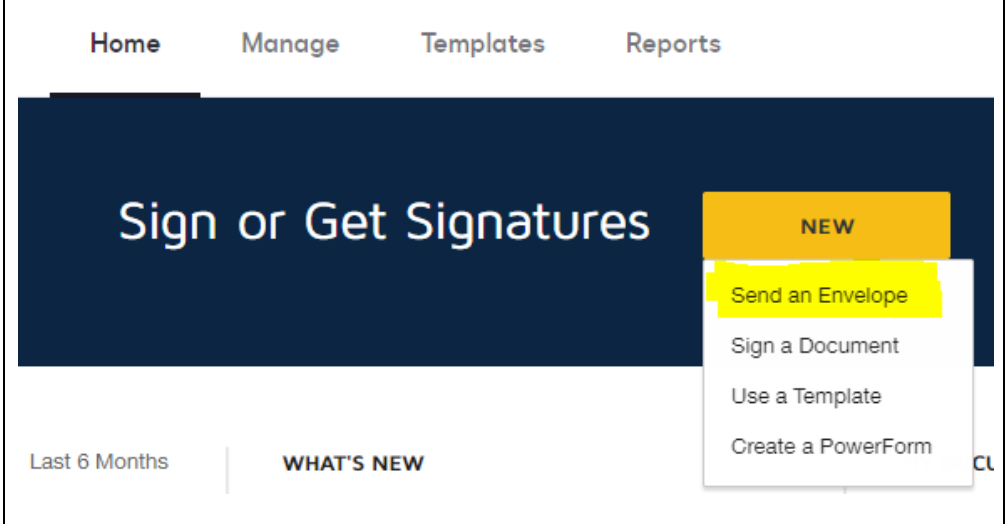 Home Manage Templates Reports
Sign or Get Signatures
NEW
Send an Envelope
Sign a Document
Use a Template
Create a PowerForm
Last 6 Months
WHAT'S NEW